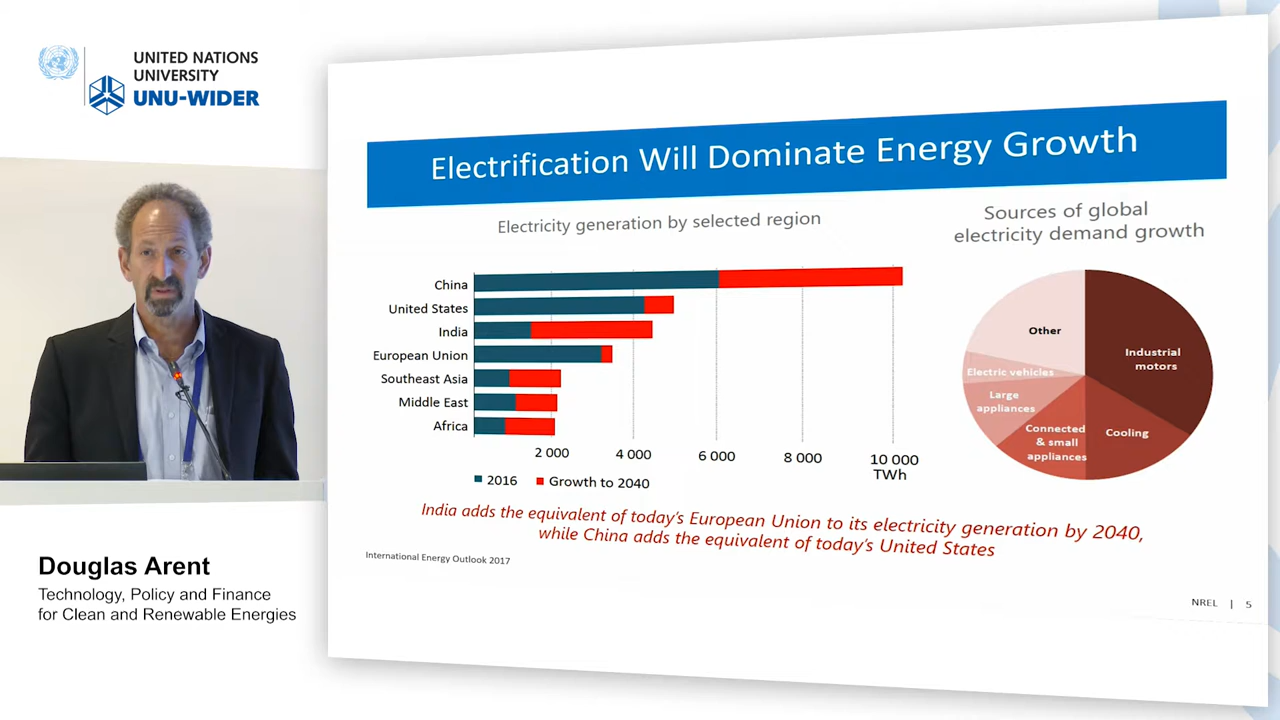 UNITED NATIONS
UNIVERSITY
UNU-WIDER
Electrification Will Dominate Energy Growth
Electricity generation by selected region
China
United States
India
European Union
Southeast Asia
Middle East
Africa
2 000
4 000
6 000
8 000
10 000
TWh
2016
Growth to 2040
Sources of global
electricity demand growth
Other
Industrial
motors
Electric vehicles
Large
appliances
Connected
& small
appliances
Cooling
India adds the equivalent of today's European Union to its electricity generation by 2040,
while China adds the equivalent of today's United States
International Energy Outlook 2017
NREL | 5
Douglas Arent
Technology, Policy and Finance
for Clean and Renewable Energies